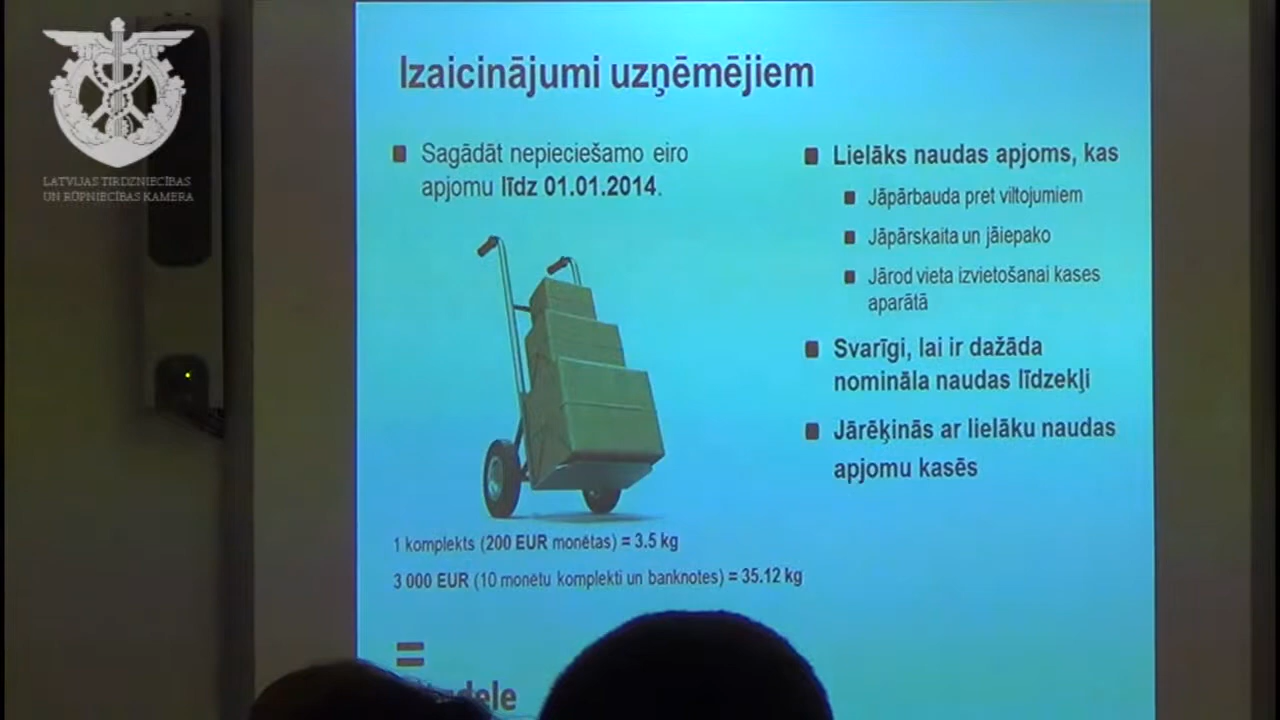 LATVIJAS TIRDZNIECĪBAS
UN RŪPNIECĪBAS KAMERA
Izaicinājumi uzņēmējiem
Sagādāt nepieciešamo eiro
apjomu līdz 01.01.2014.
1 komplekts (200 EUR monētas) = 3.5 kg
3 000 EUR (10 monētu komplekti un banknotes) = 35.12 kg
Lielāks naudas apjoms, kas
Jāpārbauda pret viltojumiem
Jāpārskaita un jāiepako
Jārod vieta izvietošanai kases
aparātā
Svarīgi, lai ir dažāda
nomināla naudas līdzekļi
Jārēķinās ar lielāku naudas
apjomu kasēs